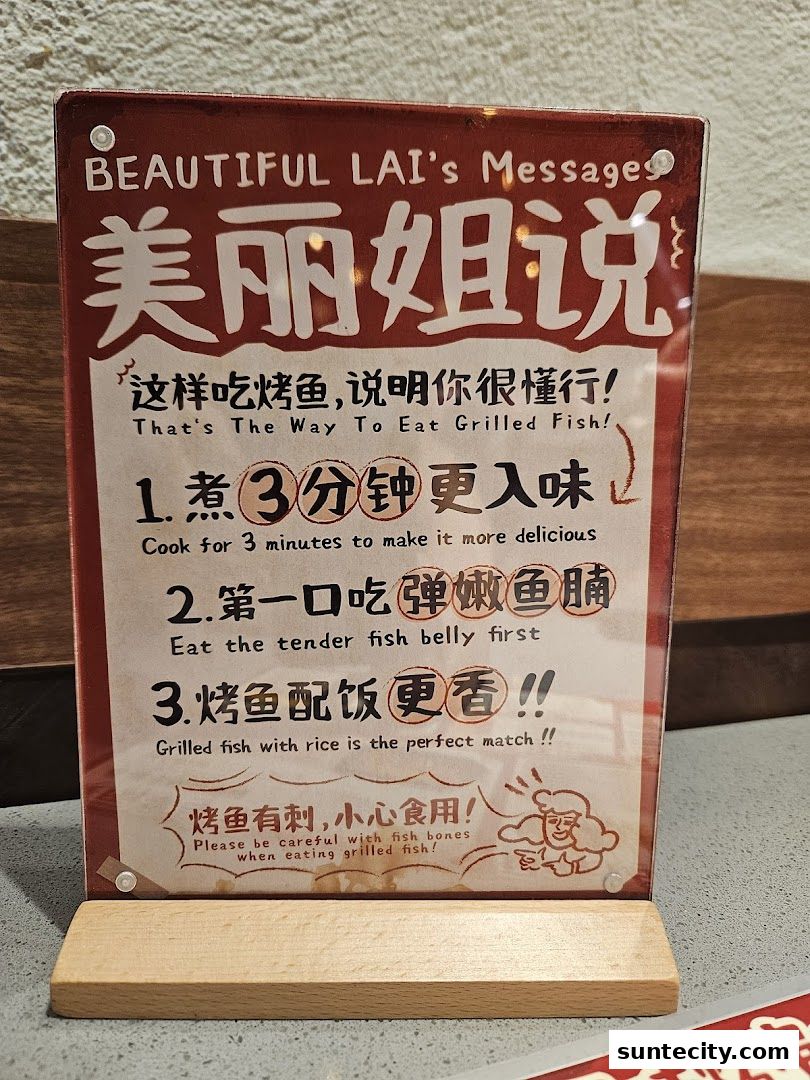 BEAUTIFUL LAI's Messages
美丽姐说
这样吃烤鱼,说明你很懂行!
That's The Way To Eat Grilled Fish!
1.煮3分钟更入味
Cook for 3 minutes to make it more delicious
2.第一口吃弹嫩鱼腩
Eat the tender fish belly first
3.烤鱼配饭更香!!
Grilled fish with rice is the perfect match!!
烤鱼有刺,小心食用!
Please be careful with fish bones
when eating grilled fish!
suntecity.com